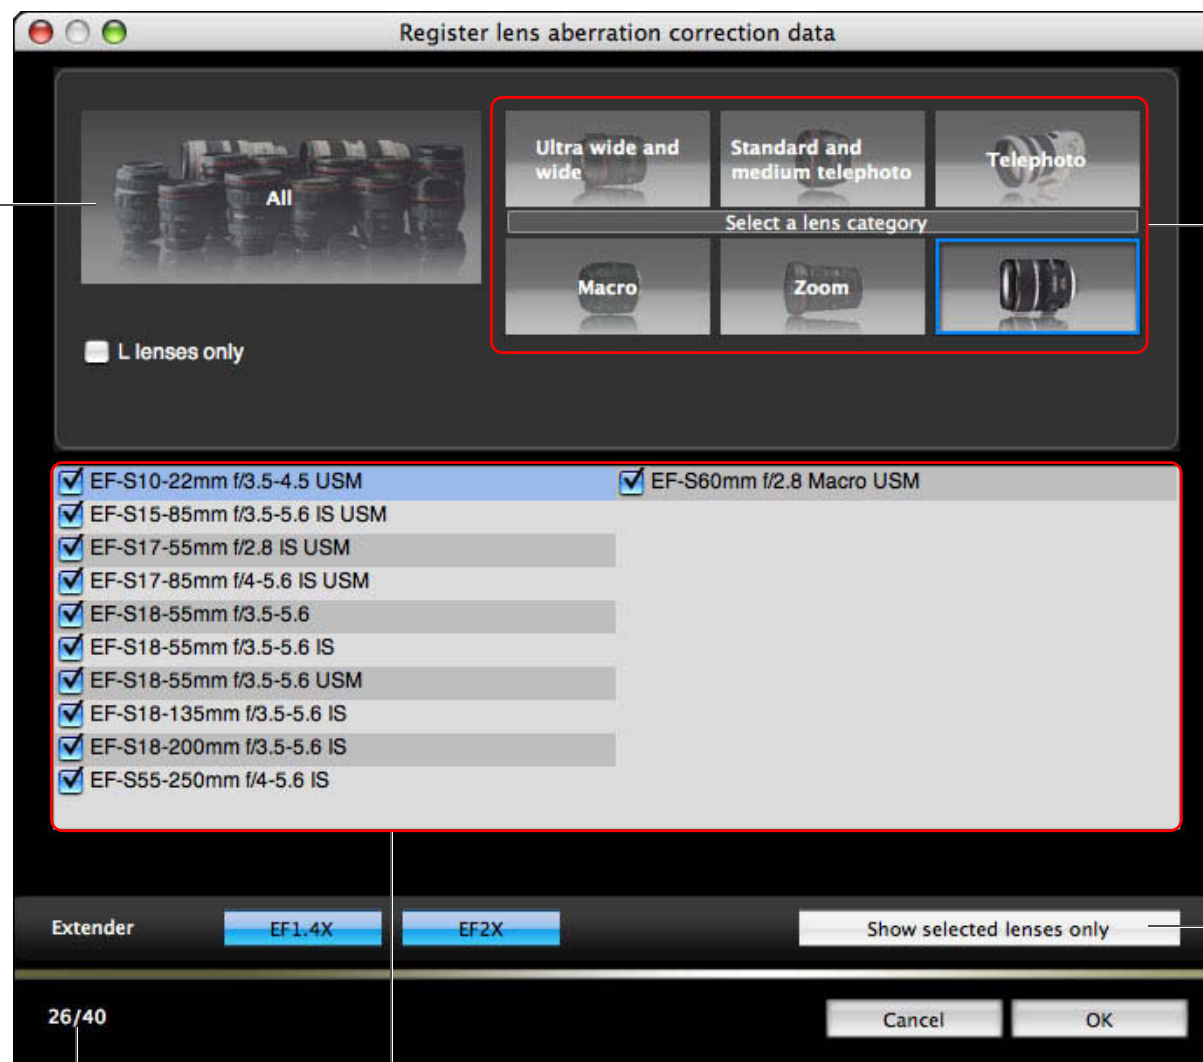 Register lens aberration correction data
All
Ultra wide and
wide
Standard and
medium telephoto
Telephoto
Select a lens category
Macro
Zoom
L lenses only
EF-S10-22mm f/3.5-4.5 USM
EF-S15-85mm f/3.5-5.6 IS USM
EF-S17-55mm f/2.8 IS USM
EF-S17-85mm f/4-5.6 IS USM
EF-S18-55mm f/3.5-5.6
EF-S18-55mm f/3.5-5.6 IS
EF-S18-55mm f/3.5-5.6 USM
EF-S18-135mm f/3.5-5.6 IS
EF-S18-200mm f/3.5-5.6 IS
EF-S55-250mm f/4-5.6 IS
EF-S60mm f/2.8 Macro USM
Extender
EF1.4X
EF2X
Show selected lenses only
26/40
Cancel
OK